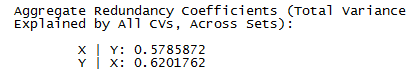 Aggregate Redundancy Coefficients (Total Variance
Explained by All CVs, Across Sets):
X | Y: 0.5785872
Y | X: 0.6201762